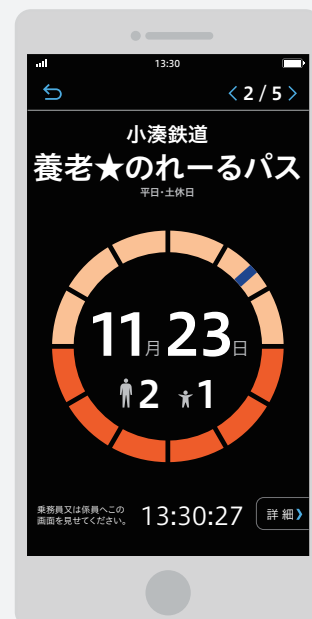 13:30
2 / 5
小湊鉄道
養老★のれーるパス
平日・土休日
11月23日
2 1
乗務員又は係員へこの
画面を見せてください。
13:30:27
詳細